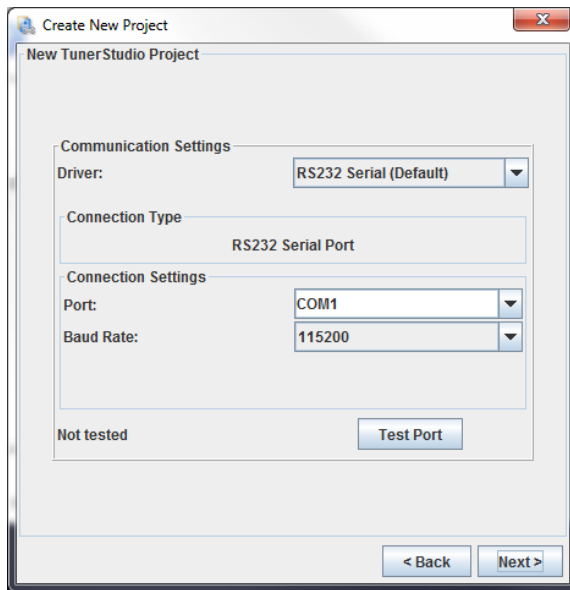 Create New Project
New TunerStudio Project
Communication Settings
Driver: RS232 Serial (Default)
Connection Type
RS232 Serial Port
Connection Settings
Port: COM1
Baud Rate: 115200
Not tested Test Port
< Back Next >